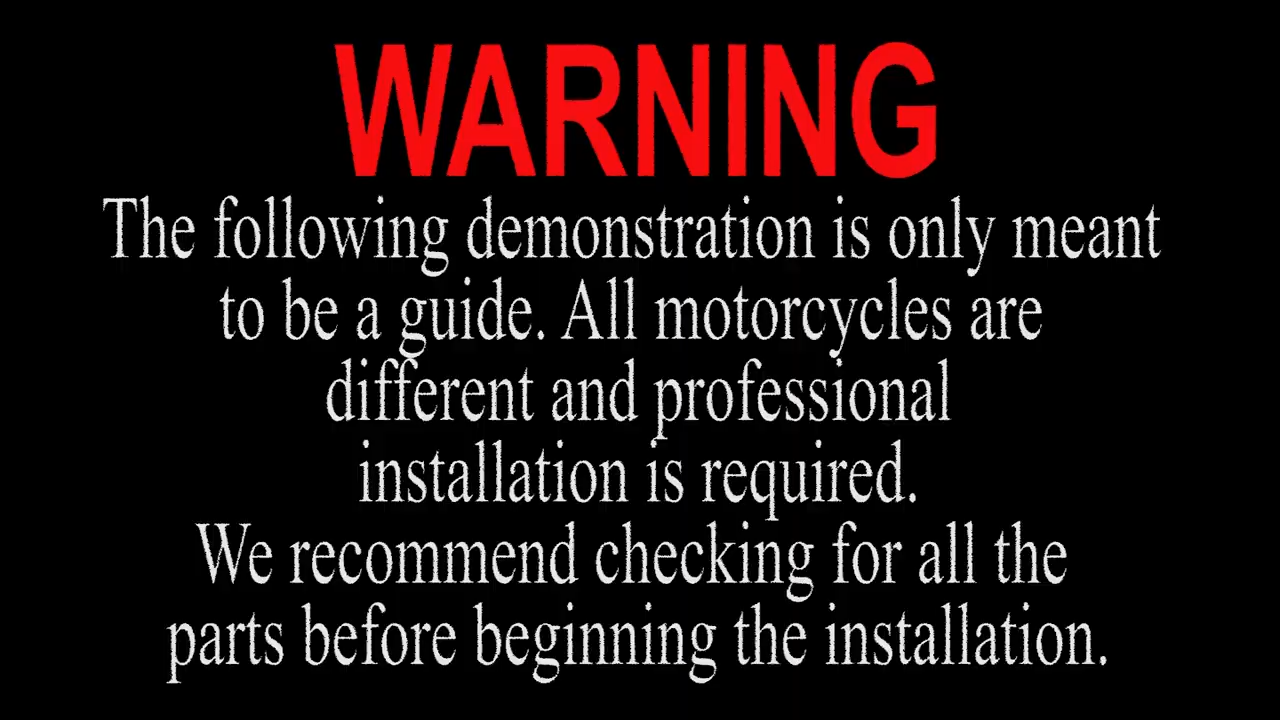 WARNING
The following demonstration is only meant
to be a guide. All motorcycles are
different and professional
installation is required.
We recommend checking for all the
parts before beginning the installation.